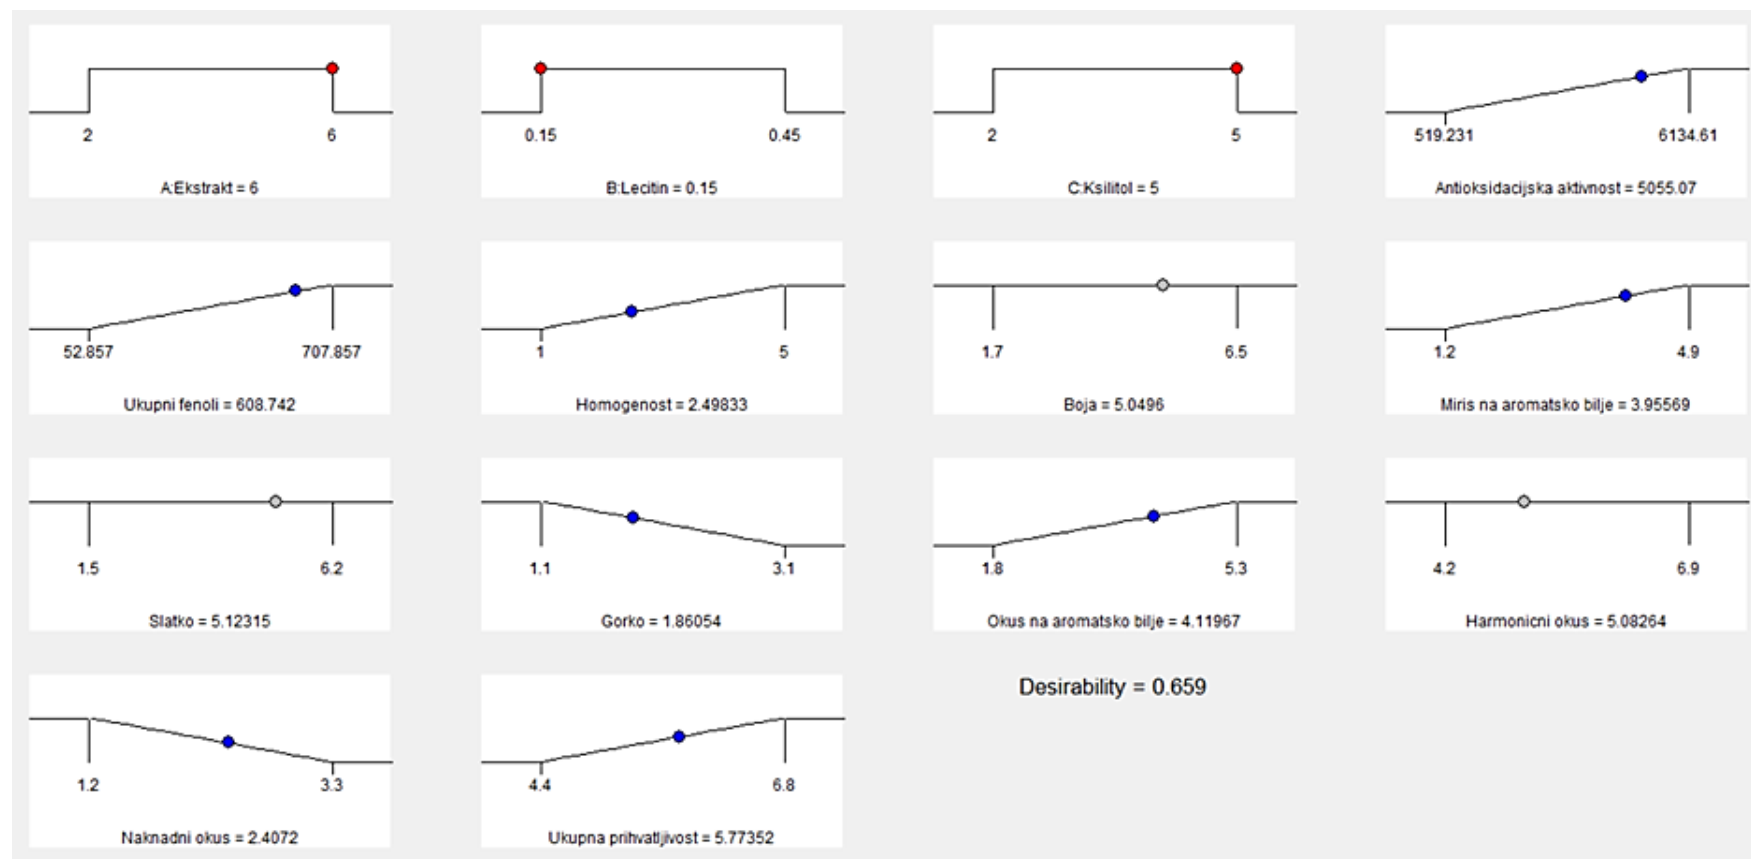 2 6
A:Ekstrakt = 6
0.15 0.45
B:Lecitin = 0.15
2 5
C:Ksilitol = 5
519.231 6134.61
Antioksidacijska aktivnost = 5055.07
52.857 707.857
Ukupni fenoli = 608.742
1 5
Homogenost = 2.49833
1.7 6.5
Boja = 5.0496
1.2 4.9
Miris na aromatsko bilje = 3.95569
1.5 6.2
Slatko = 5.12315
1.1 3.1
Gorko = 1.86054
1.8 5.3
Okus na aromatsko bilje = 4.11967
4.2 6.9
Harmonicni okus = 5.08264
1.2 3.3
Naknadni okus = 2.4072
4.4 6.8
Ukupna prihvatljivost = 5.77352
Desirability = 0.659